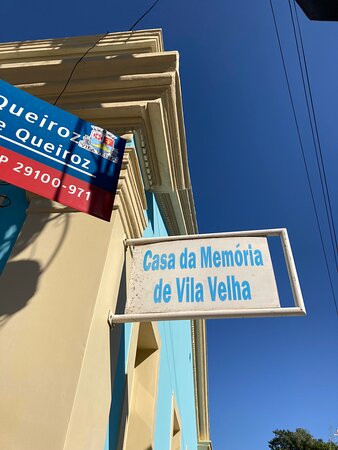 Queiroz
e Queiroz
P 29100-971
Casa da Memória
de Vila Velha